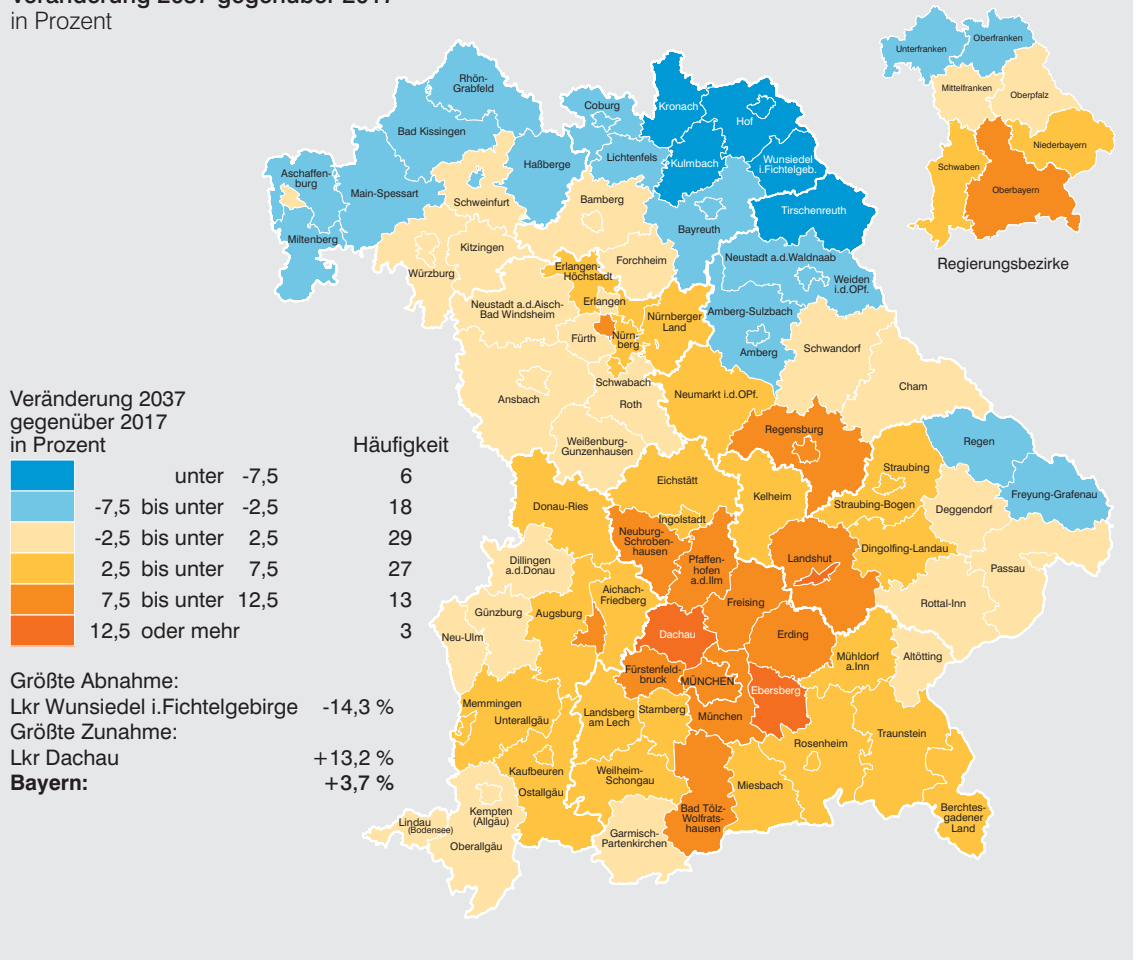 Veränderung 2037 gegenüber 2017
in Prozent
Unterfranken
Oberfranken
Mittelfranken
Oberpfalz
Niederbayern
Schwaben
Oberbayern
Regierungsbezirke
Rhön-
Grabfeld
Coburg
Kronach
Hof
Bad Kissingen
Lichtenfels
Kulmbach
Wunsiedel
i.Fichtelgeb.
Haßberge
Aschaffen-
burg
Main-Spessart
Schweinfurt
Bamberg
Tirschenreuth
Bayreuth
Miltenberg
Kitzingen
Würzburg
Forchheim
Erlangen-
Höchstadt
Neustadt a.d.Waldnaab
Weiden
i.d.OPf.
Neustadt a.d.Aisch-
Bad Windsheim
Erlangen
Nürnberger
Land
Amberg-Sulzbach
Fürth
Nürn-
berg
Amberg
Schwandorf
Schwabach
Ansbach
Roth
Neumarkt i.d.OPf.
Cham
Weißenburg-
Gunzenhausen
Regensburg
Regen
Straubing
Freyung-Grafenau
Eichstätt
Kelheim
Straubing-Bogen
Deggendorf
Donau-Ries
Ingolstadt
Neuburg-
Schroben-
hausen
Pfaffen-
hofen
a.d.Ilm
Landshut
Dingolfing-Landau
Passau
Dillingen
a.d.Donau
Aichach-
Friedberg
Freising
Rottal-Inn
Günzburg
Augsburg
Neu-Ulm
Dachau
Erding
Mühldorf
a.Inn
Altötting
Fürstenfeld-
bruck
MÜNCHEN
Ebersberg
Memmingen
Unterallgäu
Landsberg
am Lech
Starnberg
München
Rosenheim
Traunstein
Kaufbeuren
Ostallgäu
Weilheim-
Schongau
Miesbach
Bad Tölz-
Wolfrats-
hausen
Berchtes-
gadener
Land
Kempten
(Allgäu)
Lindau
(Bodensee)
Oberallgäu
Garmisch-
Partenkirchen
Veränderung 2037
gegenüber 2017
in Prozent Häufigkeit
unter -7,5 6
-7,5 bis unter -2,5 18
-2,5 bis unter 2,5 29
2,5 bis unter 7,5 27
7,5 bis unter 12,5 13
12,5 oder mehr 3
Größte Abnahme:
Lkr Wunsiedel i.Fichtelgebirge -14,3 %
Größte Zunahme:
Lkr Dachau +13,2 %
Bayern: +3,7 %